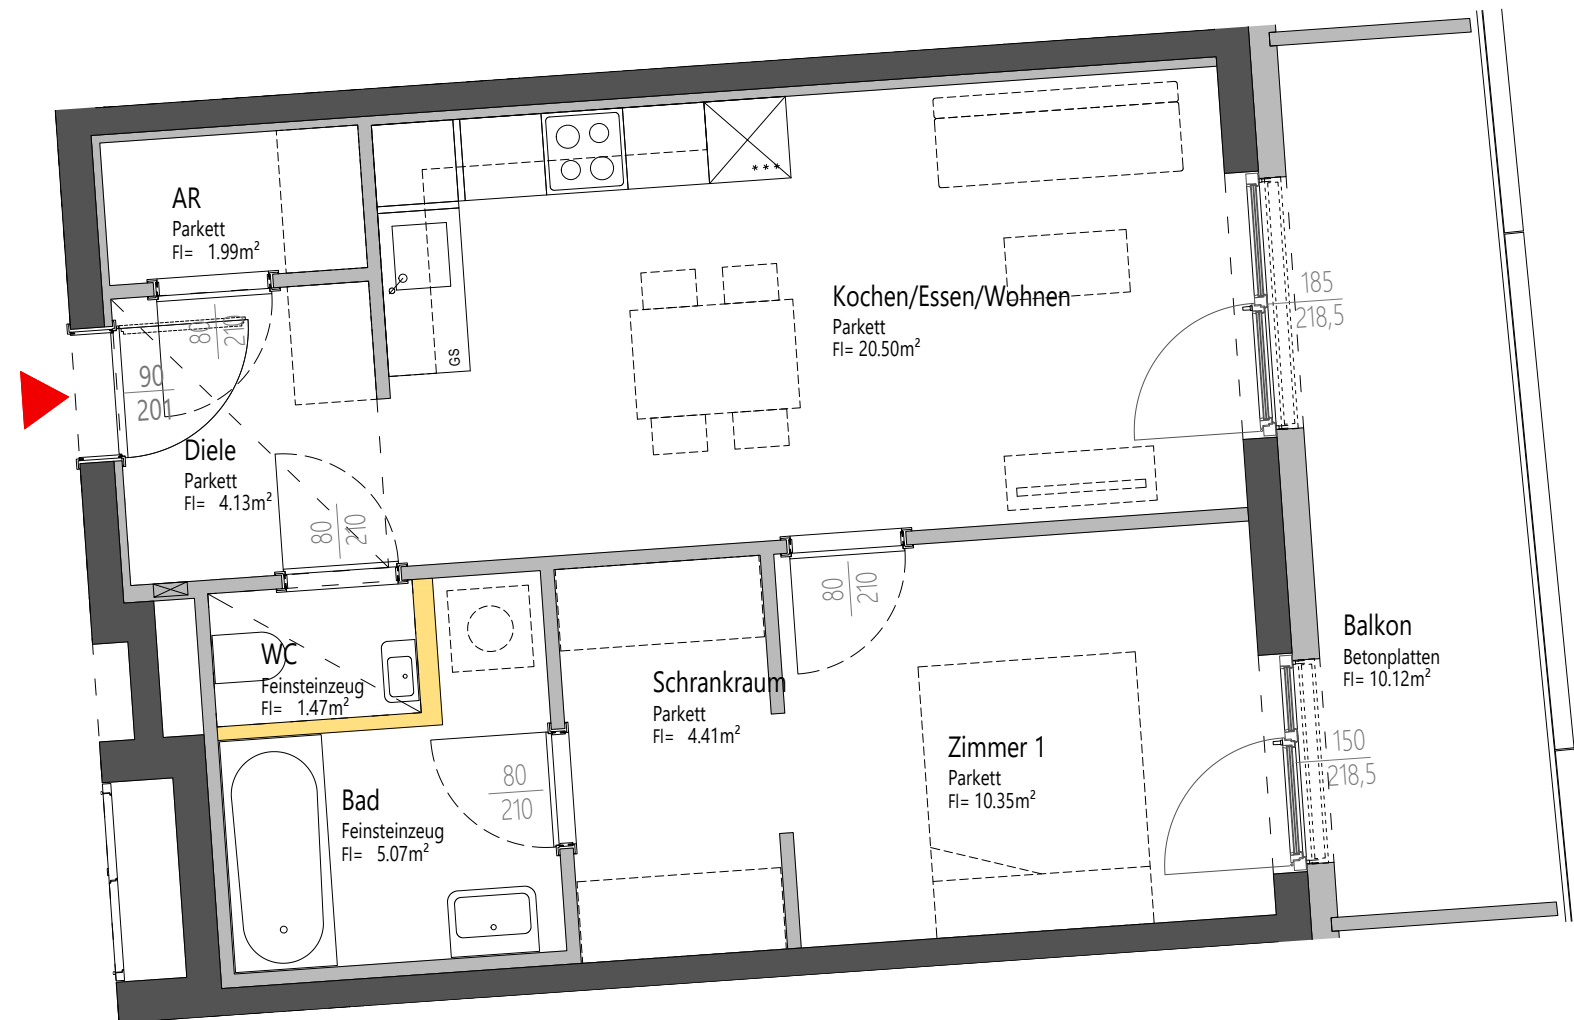 AR
Parkett
Fl= 1.99m²
80
210
90
201
Diele
Parkett
Fl= 4.13m²
80
210
GS
***
Kochen/Essen/Wohnen
Parkett
Fl= 20.50m²
185
218,5
WC
Feinsteinzeug
Fl= 1.47m²
Bad
Feinsteinzeug
Fl= 5.07m²
80
210
Schrankraum
Parkett
Fl= 4.41m²
80
210
Zimmer 1
Parkett
Fl= 10.35m²
150
218,5
Balkon
Betonplatten
Fl= 10.12m²